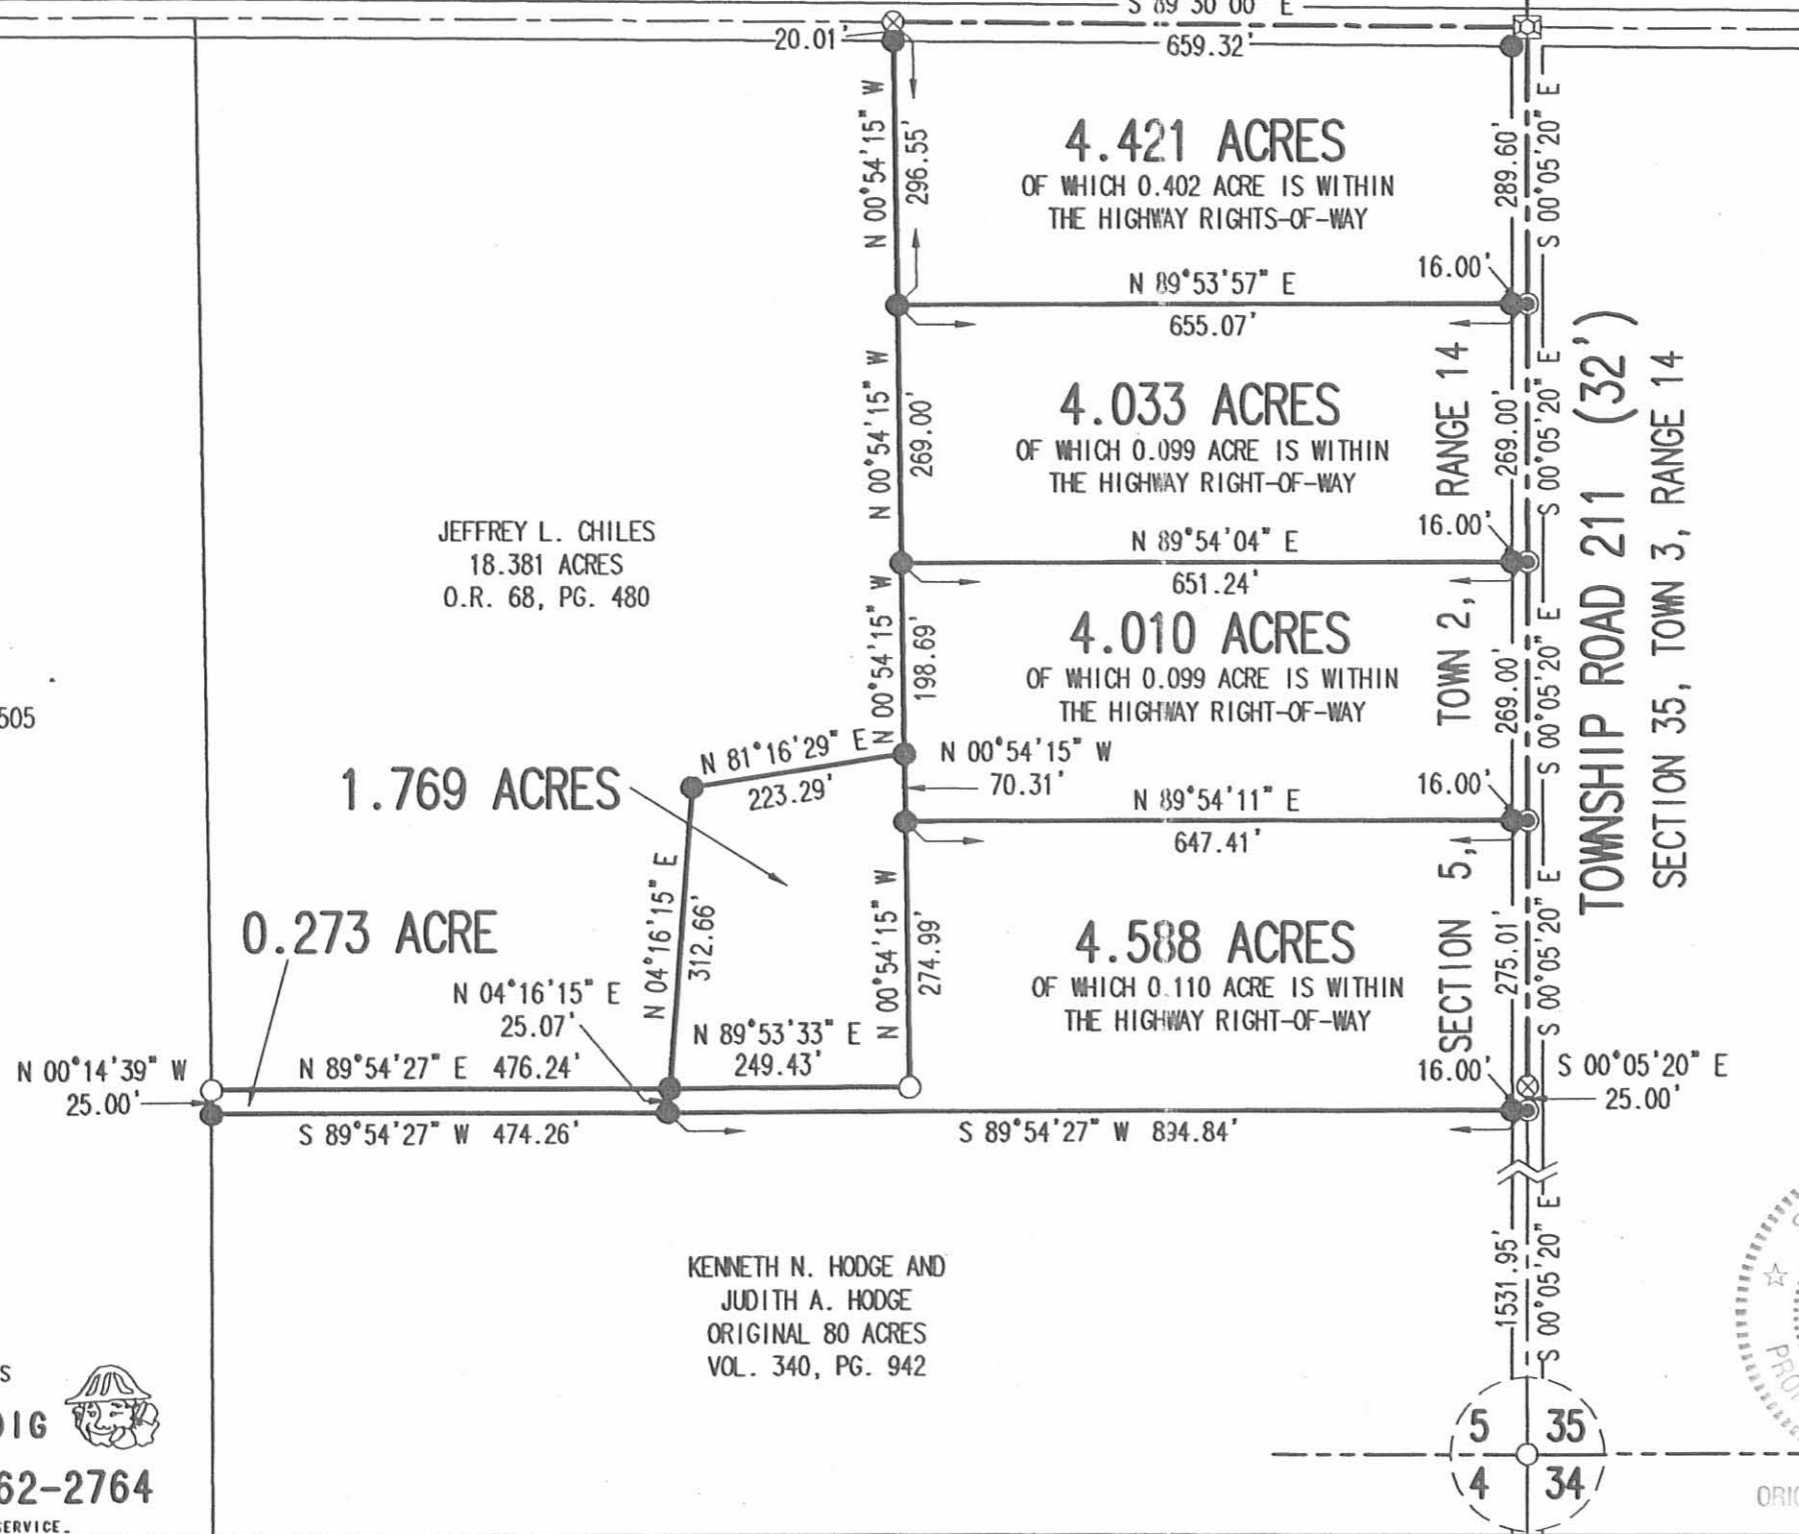 S 89°30'00" E
20.01'
659.32'
N 00°54'15" W
296.55'
4.421 ACRES
OF WHICH 0.402 ACRE IS WITHIN
THE HIGHWAY RIGHTS-OF-WAY
289.60'
S 00°05'20" E
N 89°53'57" E
655.07'
16.00'
N 00°54'15" W
269.00'
4.033 ACRES
OF WHICH 0.099 ACRE IS WITHIN
THE HIGHWAY RIGHT-OF-WAY
269.00'
S 00°05'20" E
N 89°54'04" E
651.24'
16.00'
JEFFREY L. CHILES
18.381 ACRES
O.R. 68, PG. 480
N 00°54'15" W
198.69'
4.010 ACRES
OF WHICH 0.099 ACRE IS WITHIN
THE HIGHWAY RIGHT-OF-WAY
269.00'
S 00°05'20" E
SECTION 5, TOWN 2, RANGE 14
TOWNSHIP ROAD 211 (32')
SECTION 35, TOWN 3, RANGE 14
505
N 81°16'29" E
223.29'
N 00°54'15" W
70.31'
N 89°54'11" E
647.41'
16.00'
1.769 ACRES
N 04°16'15" E
312.66'
N 00°54'15" W
274.99'
4.588 ACRES
OF WHICH 0.110 ACRE IS WITHIN
THE HIGHWAY RIGHT-OF-WAY
275.01'
S 00°05'20" E
0.273 ACRE
N 04°16'15" E
25.07'
N 89°53'33" E
249.43'
N 00°14'39" W
25.00'
N 89°54'27" E 476.24'
16.00'
S 00°05'20" E
25.00'
S 89°54'27" W 474.26'
S 89°54'27" W 894.84'
1531.95'
S 00°05'20" E
KENNETH N. HODGE AND
JUDITH A. HODGE
ORIGINAL 80 ACRES
VOL. 340, PG. 942
S
DIG
62-2764
SERVICE.
5 35
4 34
PRO
ORIG